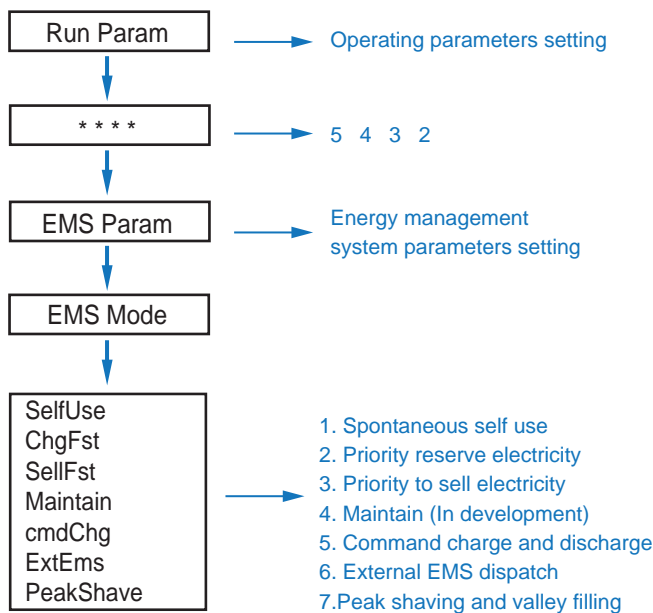 Run Param
Operating parameters setting
* * * *
5 4 3 2
EMS Param
Energy management
system parameters setting
EMS Mode
SelfUse
ChgFst
SellFst
Maintain
cmdChg
ExtEms
PeakShave
1. Spontaneous self use
2. Priority reserve electricity
3. Priority to sell electricity
4. Maintain (In development)
5. Command charge and discharge
6. External EMS dispatch
7.Peak shaving and valley filling